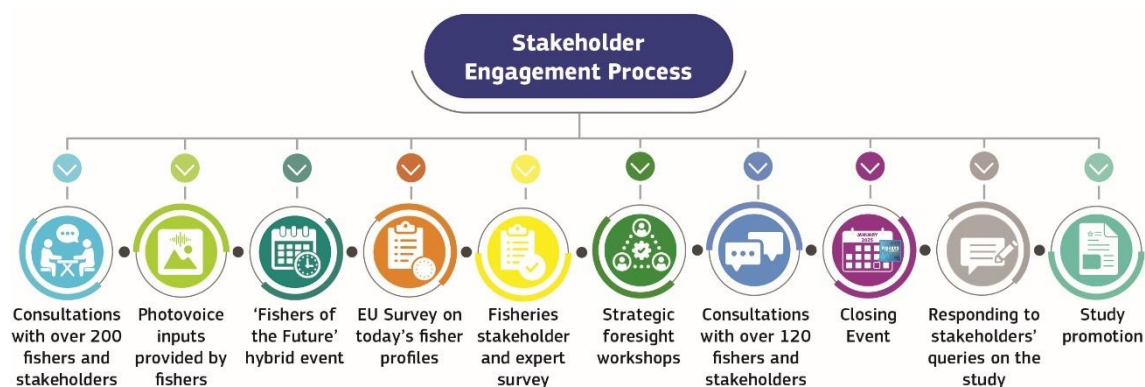 Stakeholder
Engagement Process
JANUARY
2025
Consultations
with over 200
fishers and
stakeholders
Photovoice
inputs
provided by
fishers
‘Fishers of
the Future’
hybrid event
EU Survey on
today’s fisher
profiles
Fisheries
stakeholder
and expert
survey
Strategic
foresight
workshops
Consultations
with over 120
fishers and
stakeholders
Closing
Event
Responding to
stakeholders’
queries on the
study
Study
promotion